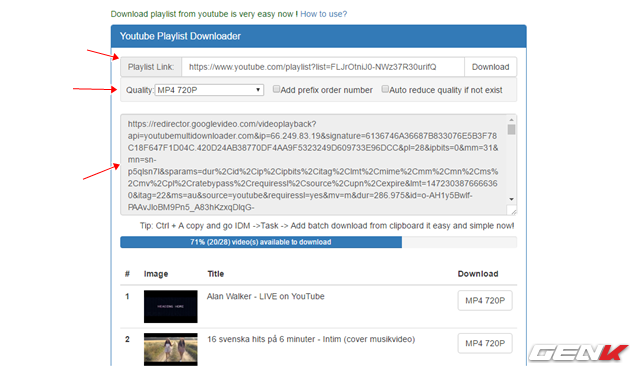 Download playlist from youtube is very easy now ! How to use?
Youtube Playlist Downloader
Playlist Link: https://www.youtube.com/playlist?list=FLJrOtniJ0-NWz37R30urifQ Download
Quality: MP4 720P Add prefix order number Auto reduce quality if not exist
https://redirector.googlevideo.com/videoplayback?
api=youtubemultidownloader.com&ip=66.249.83.19&signature=6136746A36687B833076E5B3F78
C18F647F1D04C.420D24AB38770DF4AA9F5323249D609733E96DCC&pl=28&ipbits=0&mm=31&
mn=sn-
p5qlsn7l&sparams=dur%2Cid%2Cip%2Cipbits%2Citag%2Clmt%2Cmime%2Cmm%2Cmn%2Cms%
2Cmv%2Cpl%2Cratebypass%2Crequiressl%2Csource%2Cupn%2Cexpire&lmt=147230387666636
0&itag=22&ms=au&source=youtube&requiressl=yes&mv=m&dur=286.975&id=o-AH1y5Bwlf-
PAAvJIoBM9Pn5_A83hKzxqDlqG-
Tip: Ctrl + A copy and go IDM ->Task -> Add batch download from clipboard it easy and simple now!
71% (20/28) video(s) available to download
# Image Title Download
1 Alan Walker - LIVE on YouTube MP4 720P
2 16 svenska hits på 6 minuter - Intim (cover musikvideo) MP4 720P
GENK